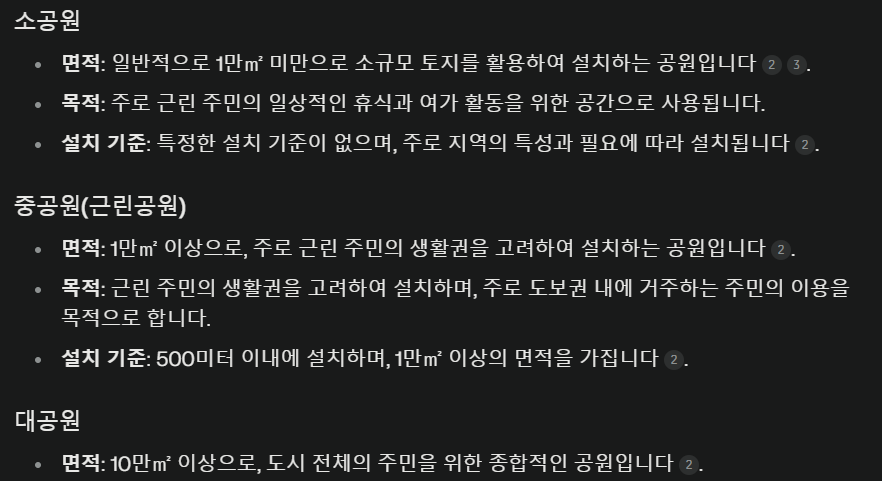 소공원
• 면적: 일반적으로 1만㎡ 미만으로 소규모 토지를 활용하여 설치하는 공원입니다 2 3.
• 목적: 주로 근린 주민의 일상적인 휴식과 여가 활동을 위한 공간으로 사용됩니다.
• 설치 기준: 특정한 설치 기준이 없으며, 주로 지역의 특성과 필요에 따라 설치됩니다 2.
중공원(근린공원)
• 면적: 1만㎡ 이상으로, 주로 근린 주민의 생활권을 고려하여 설치하는 공원입니다 2.
• 목적: 근린 주민의 생활권을 고려하여 설치하며, 주로 도보권 내에 거주하는 주민의 이용을
목적으로 합니다.
• 설치 기준: 500미터 이내에 설치하며, 1만㎡ 이상의 면적을 가집니다 2.
대공원
• 면적: 10만㎡ 이상으로, 도시 전체의 주민을 위한 종합적인 공원입니다 2.